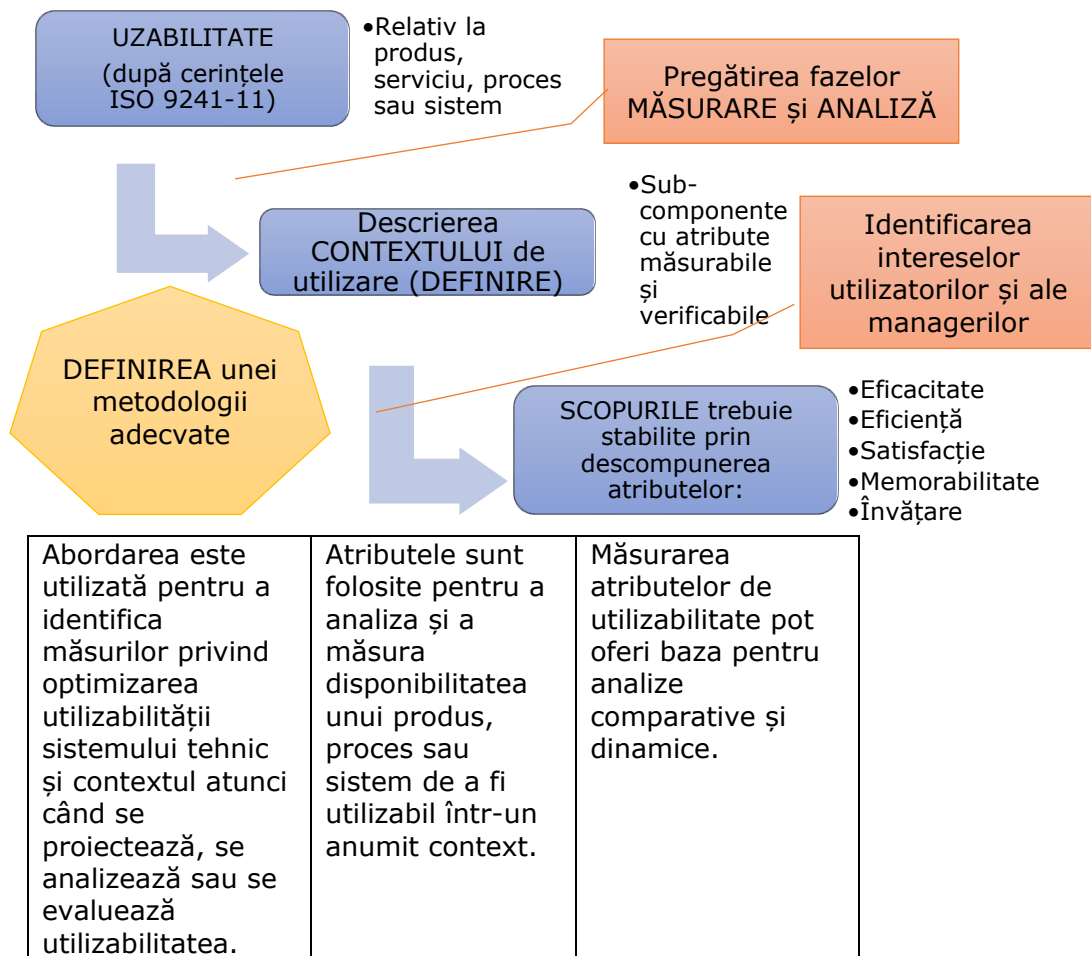 UZABILITATE
(după cerințele
ISO 9241-11)
•Relativ la
produs,
serviciu, proces
sau sistem
Pregătirea fazelor
MĂSURARE și ANALIZĂ
Descrierea
CONTEXTULUI de
utilizare (DEFINIRE)
•Sub-
componente
cu atribute
măsurabile
și
verificabile
Identificarea
intereselor
utilizatorilor și ale
managerilor
DEFINIREA unei
metodologii
adecvate
SCOPURILE trebuie
stabilite prin
descompunerea
atributelor:
•Eficacitate
•Eficiență
•Satisfacție
•Memorabilitate
•Învățare
Abordarea este
utilizată pentru a
identifica
măsurilor privind
optimizarea
utilizabilității
sistemului tehnic
și contextul atunci
când se
proiectează, se
analizează sau se
evaluează
utilizabilitatea.
Atributele sunt
folosite pentru a
analiza și a
măsura
disponibilitatea
unui produs,
proces sau
sistem de a fi
utilizabil într-un
anumit context.
Măsurarea
atributelor de
utilizabilitate pot
oferi baza pentru
analize
comparative și
dinamice.